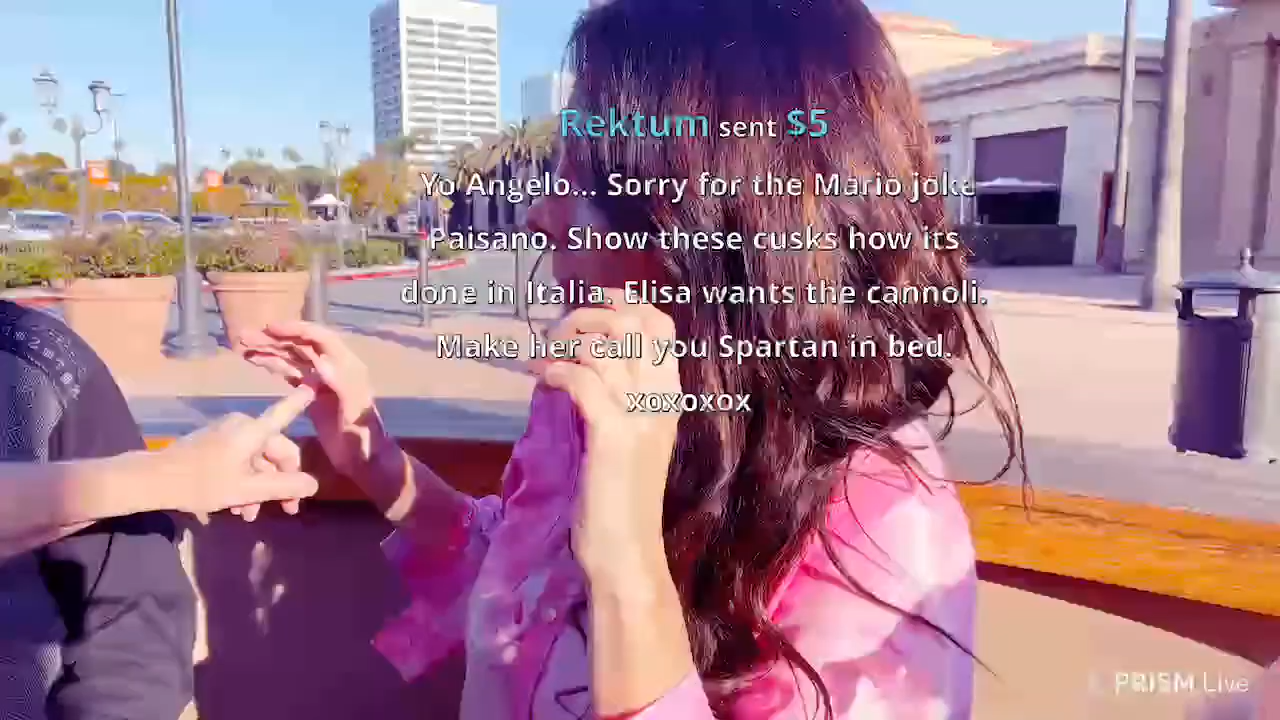 Rektum sent $5
Yo Angelo... Sorry for the Mario joke
Paisano. Show these cusks how its
done in Italia. Elisa wants the cannoli.
Make her call you Spartan in bed.
xoxoxox
PRISM Live